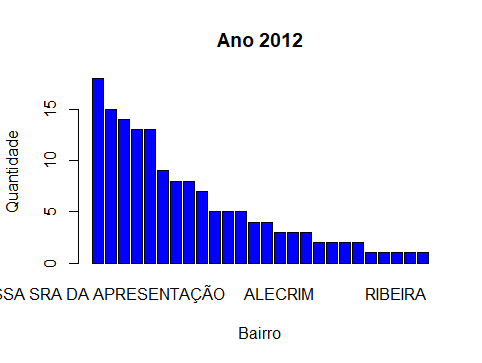 Ano 2012
Quantidade
15
10
5
0
SSA SRA DA APRESENTAÇÃO ALECRIM RIBEIRA
Bairro